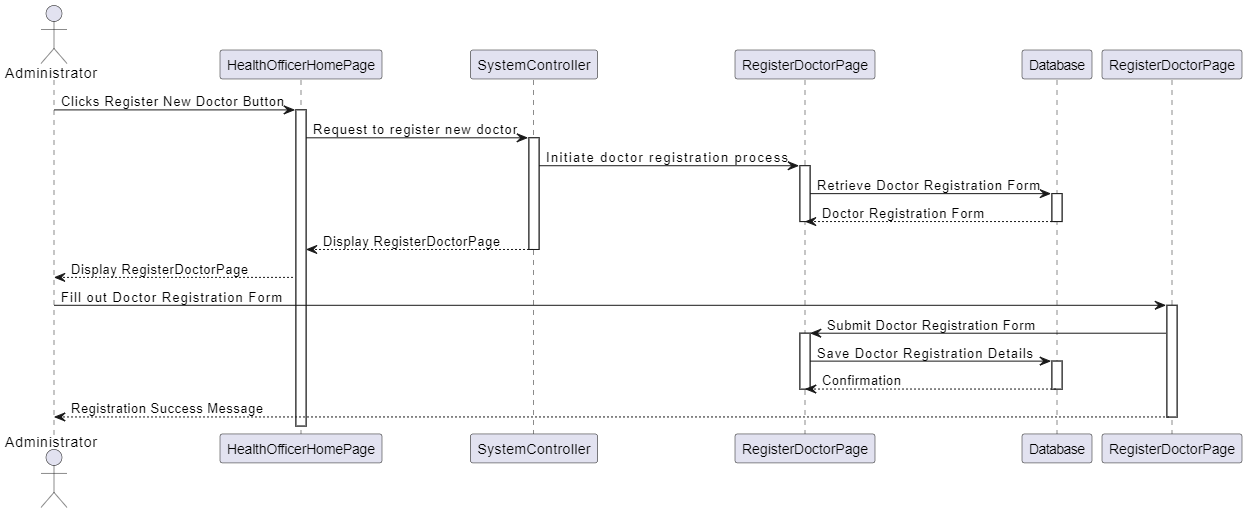 Administrator
HealthOfficerHomePage
SystemController
RegisterDoctorPage
Database
RegisterDoctorPage
Clicks Register New Doctor Button
Request to register new doctor
Initiate doctor registration process
Retrieve Doctor Registration Form
Doctor Registration Form
Display RegisterDoctorPage
Display RegisterDoctorPage
Fill out Doctor Registration Form
Submit Doctor Registration Form
Save Doctor Registration Details
Confirmation
Registration Success Message
Administrator
HealthOfficerHomePage
SystemController
RegisterDoctorPage
Database
RegisterDoctorPage